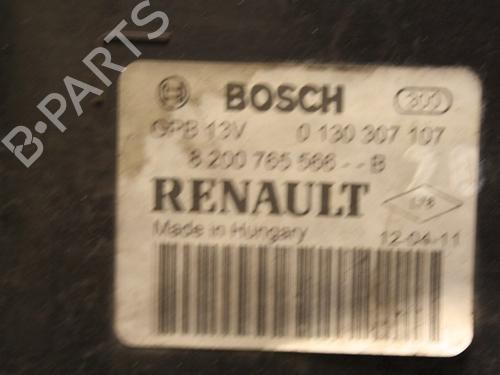 B-PARTS
BOSCH 300
GPB 13V 0 130 307 107
8 200 765 566 - - B
RENAULT
Made in Hungary 12-04-11